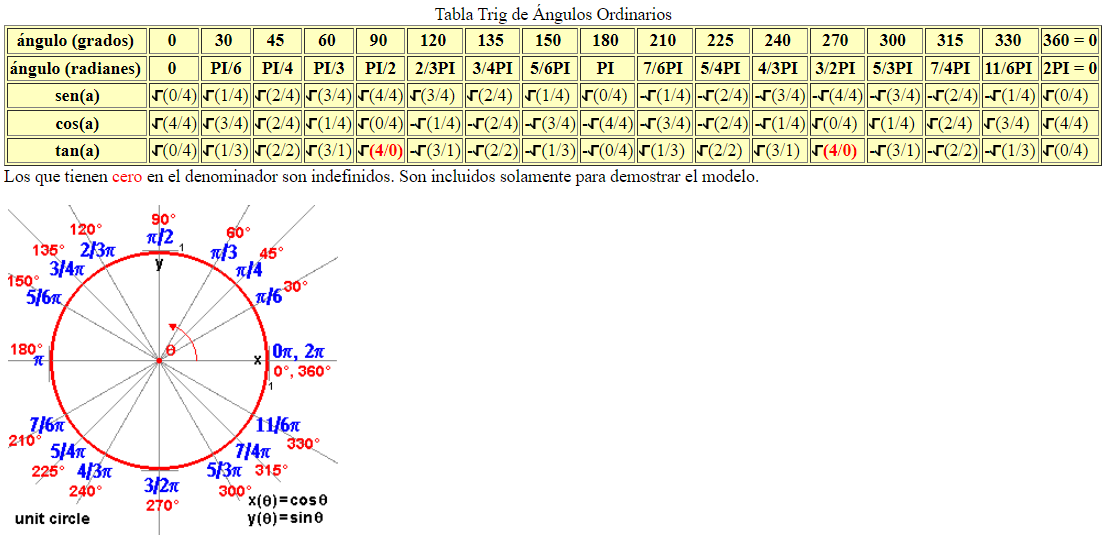 Tabla Trig de Ángulos Ordinarios
ángulo (grados) 0 30 45 60 90 120 135 150 180 210 225 240 270 300 315 330 360 = 0
ángulo (radianes) 0 PI/6 PI/4 PI/3 PI/2 2/3PI 3/4PI 5/6PI PI 7/6PI 5/4PI 4/3PI 3/2PI 5/3PI 7/4PI 11/6PI 2PI = 0
sen(a) √(0/4) √(1/4) √(2/4) √(3/4) √(4/4) √(3/4) √(2/4) √(1/4) √(0/4) -√(1/4) -√(2/4) -√(3/4) -√(4/4) -√(3/4) -√(2/4) -√(1/4) √(0/4)
cos(a) √(4/4) √(3/4) √(2/4) √(1/4) √(0/4) -√(1/4) -√(2/4) -√(3/4) -√(4/4) -√(3/4) -√(2/4) -√(1/4) √(0/4) √(1/4) √(2/4) √(3/4) √(4/4)
tan(a) √(0/4) √(1/3) √(2/2) √(3/1) √(4/0) -√(3/1) -√(2/2) -√(1/3) -√(0/4) √(1/3) √(2/2) √(3/1) √(4/0) -√(3/1) -√(2/2) -√(1/3) √(0/4)
Los que tienen cero en el denominador son indefinidos. Son incluidos solamente para demostrar el modelo.
90°
120° π/2 60°
2/3π 1 π/3
135° y 45°
3/4π π/4
150° 30°
5/6π π/6
θ
180° x 0π, 2π
π 0°, 360°
1
7/6π 11/6π
210° 330°
5/4π 7/4π
225° 4/3π 5/3π 315°
240° 3/2π 300°
270° x(θ)=cosθ
unit circle y(θ)=sinθ